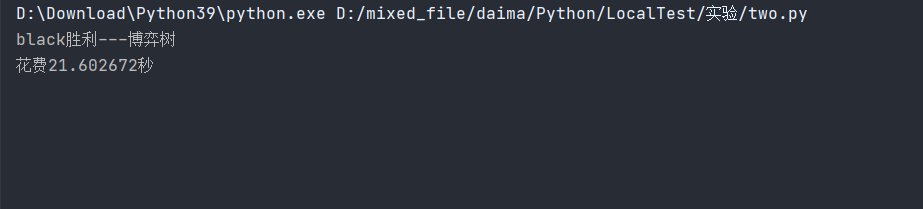 D:\Download\Python39\python.exe D:/mixed_file/daima/Python/LocalTest/实验/two.py
black胜利---博弈树
花费21.602672秒